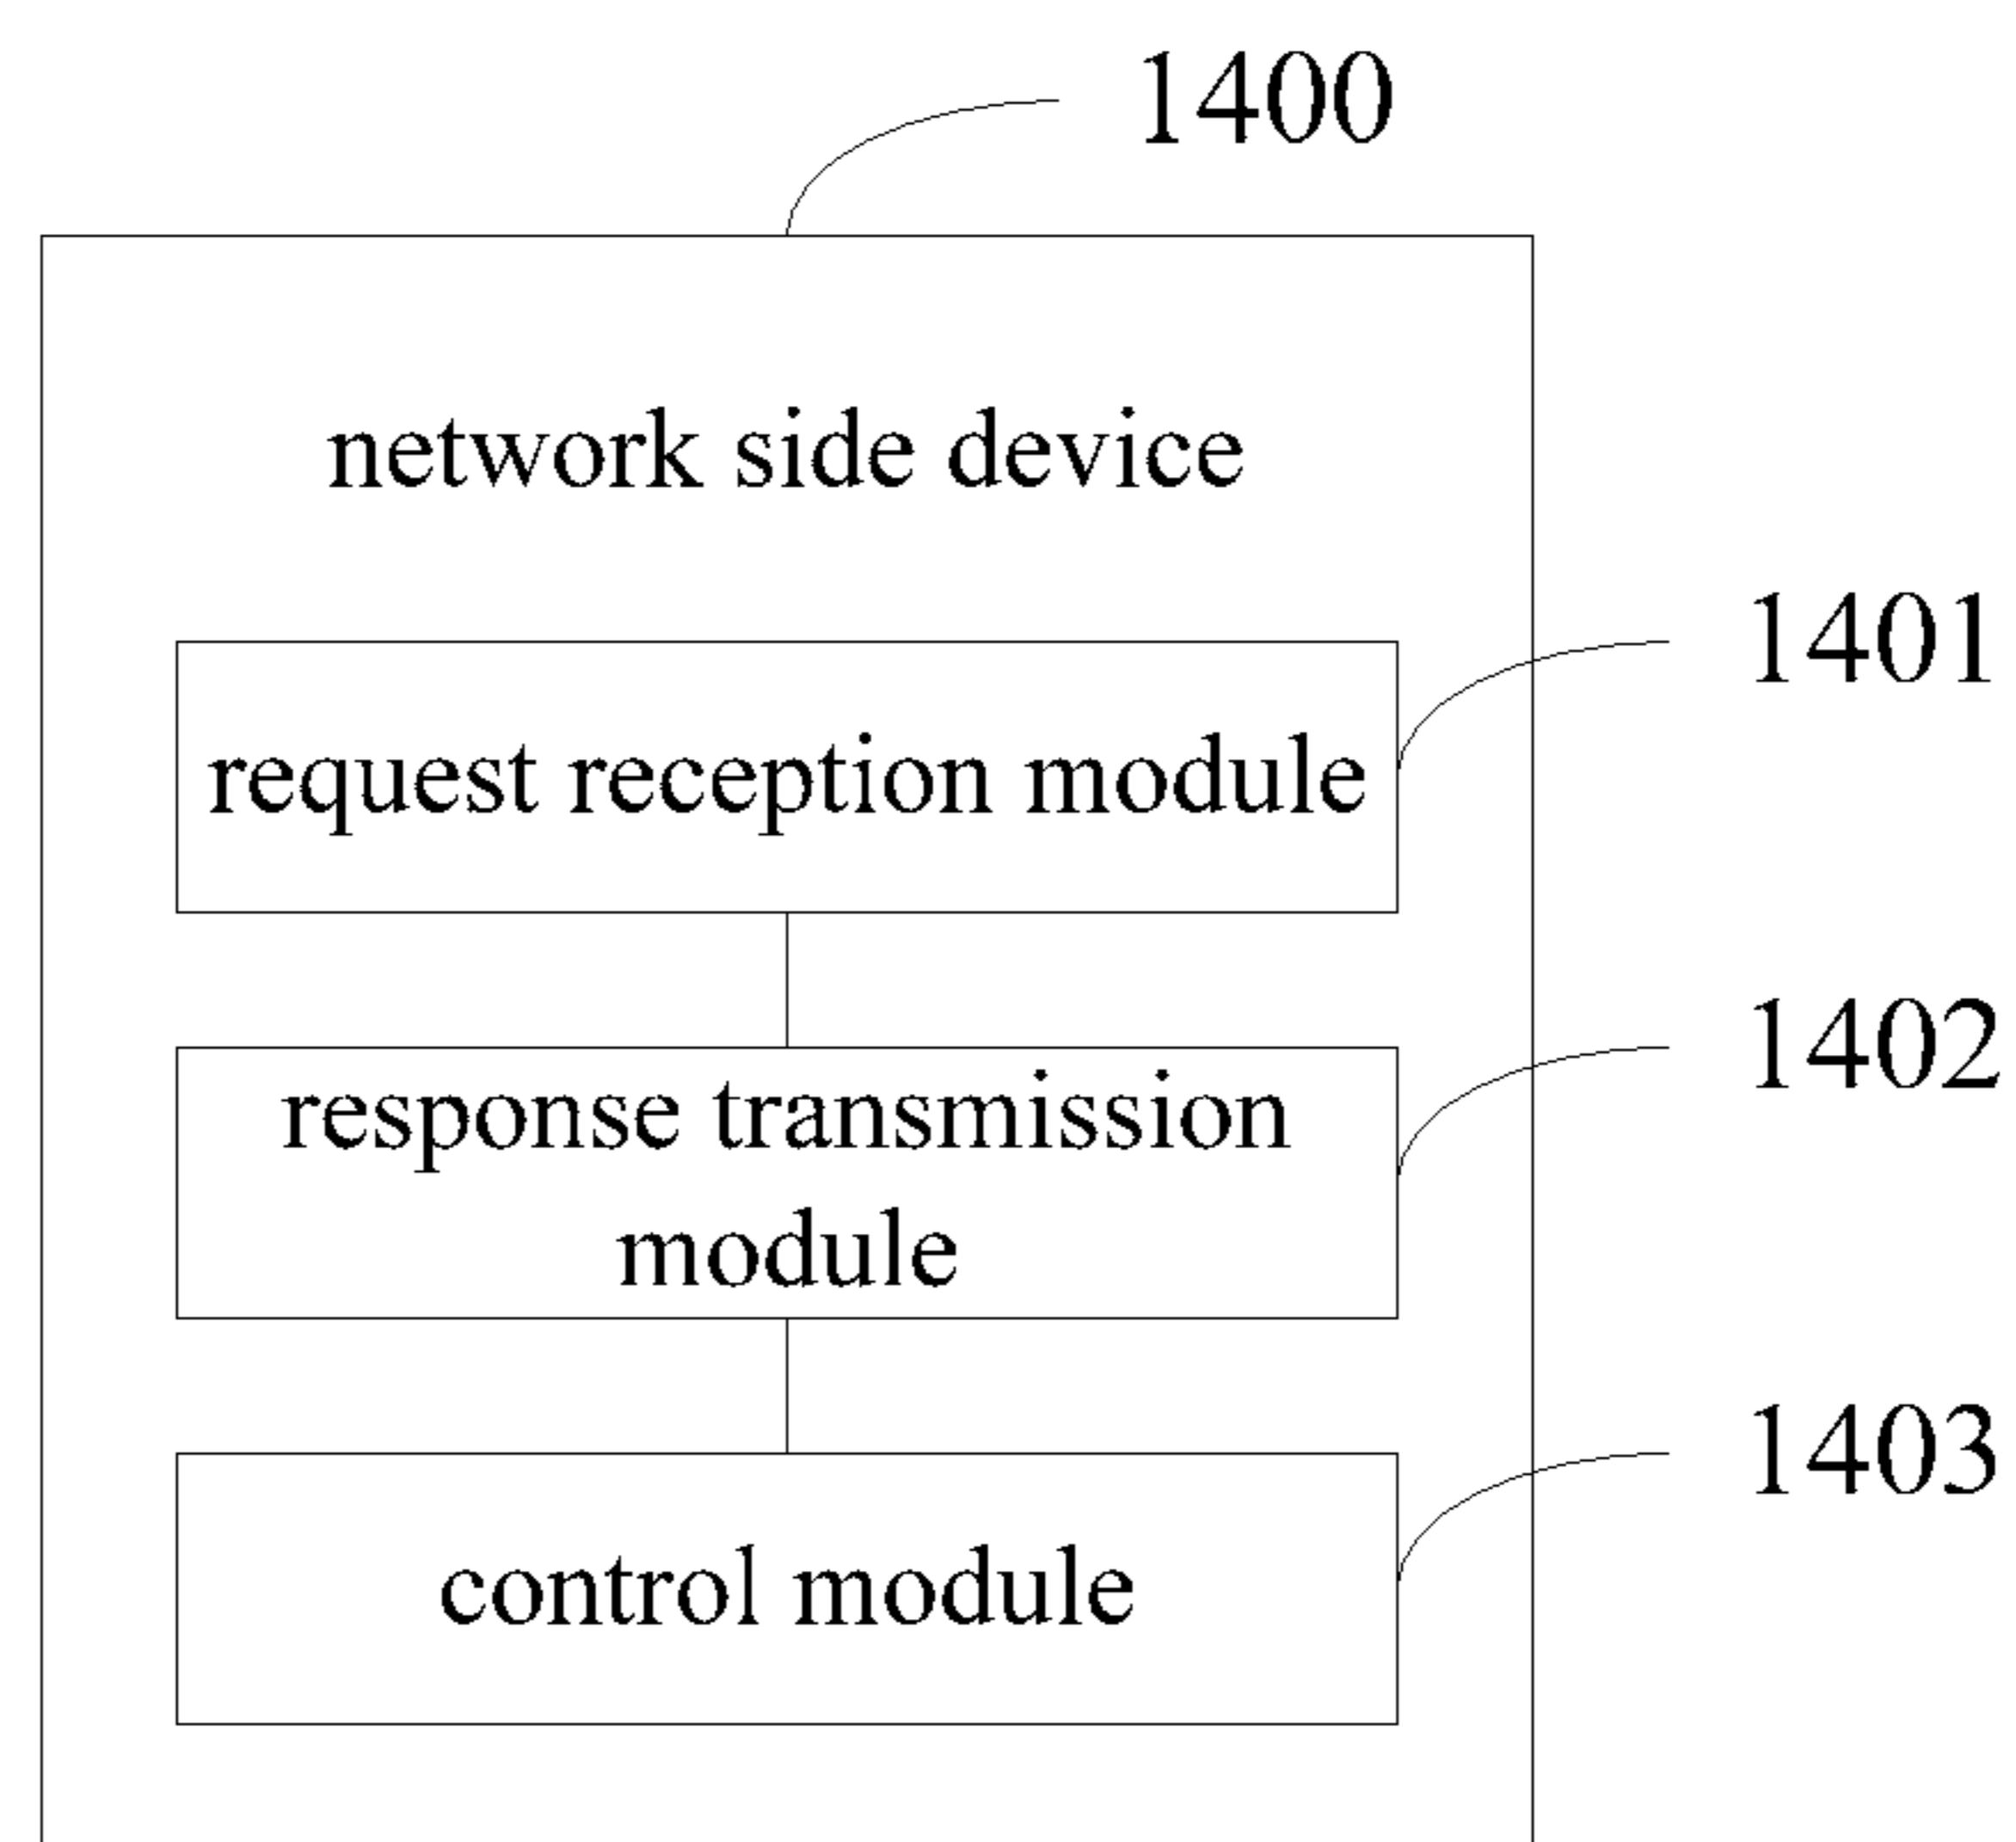 1400
network side device
1401
request reception module
1402
response transmission
module
1403
control module